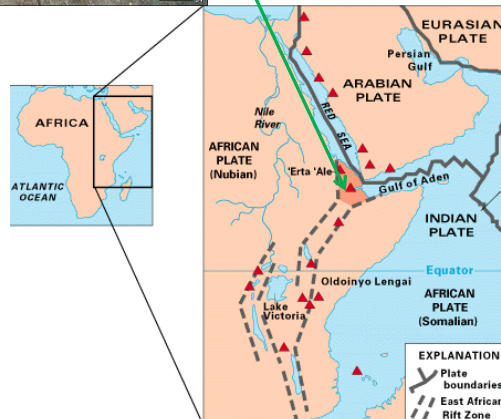 AFRICA
ATLANTIC
OCEAN
EURASIAN
PLATE
Persian
Gulf
ARABIAN
PLATE
Nile
River
RED SEA
AFRICAN
PLATE
(Nubian)
'Erta 'Ale
Gulf of Aden
INDIAN
PLATE
Equator
Oldoinyo Lengai
Lake
Victoria
AFRICAN
PLATE
(Somalian)
EXPLANATION
Plate
boundaries
East African
Rift Zone